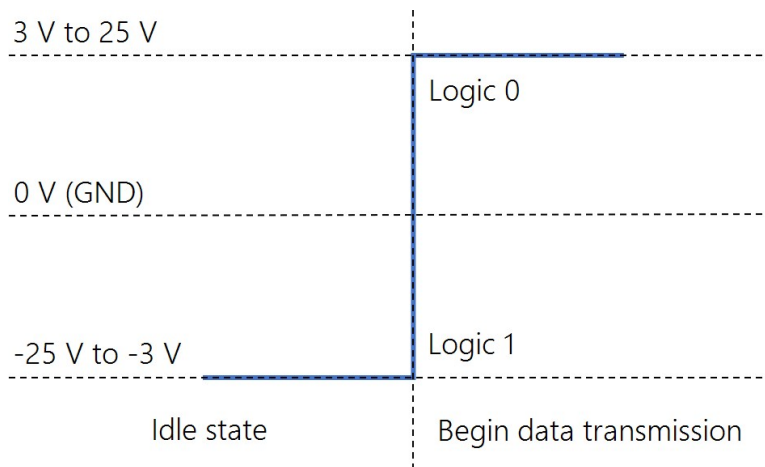 3 V to 25 V
Logic 0
0 V (GND)
Logic 1
-25 V to -3 V
Idle state
Begin data transmission